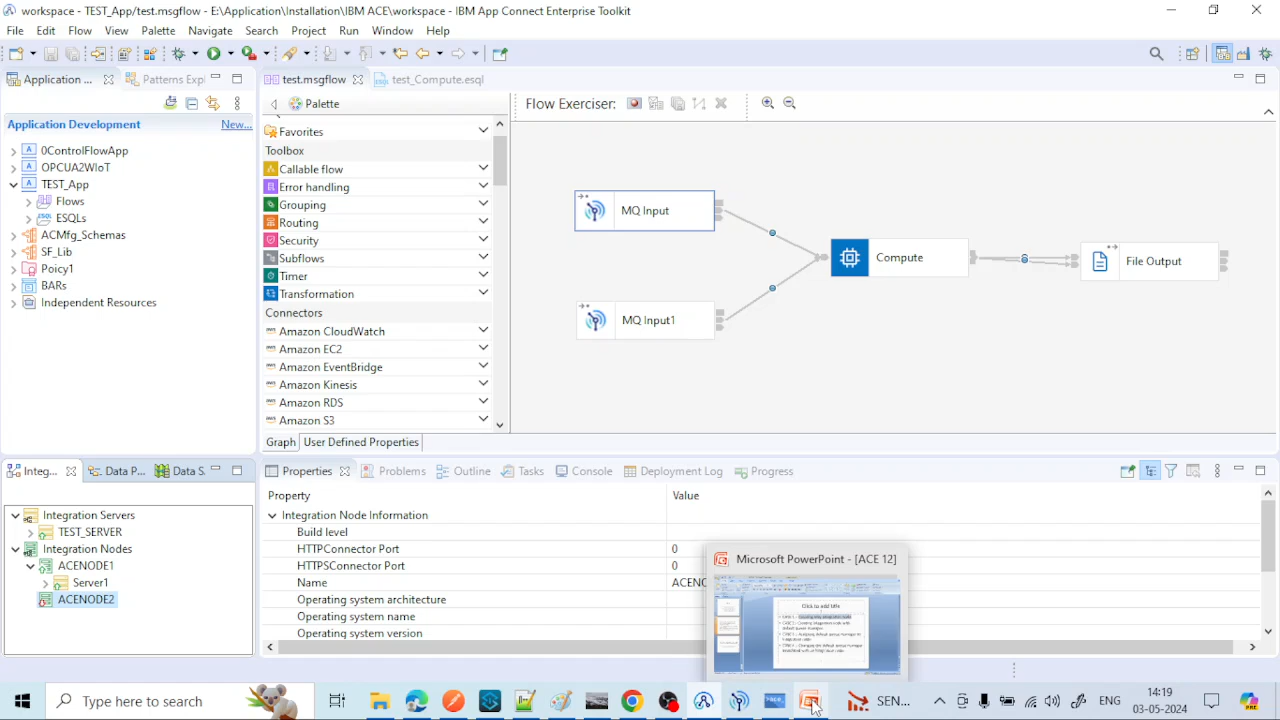 workspace - TEST_App/test.msgflow - E:\Application\Installation\IBM ACE\workspace - IBM App Connect Enterprise Toolkit
File Edit Flow View Palette Navigate Search Project Run Window Help
Application ... Patterns Expl
test.msgflow test_Compute.esql
Palette
Flow Exerciser:
Application Development New...
0ControlFlowApp
OPCUA2WIoT
TEST_App
Flows
ESQLs
ACMfg_Schemas
SF_Lib
Poicy1
BARs
Independent Resources
Favorites
Toolbox
Callable flow
Error handling
Grouping
Routing
Security
Subflows
Timer
Transformation
Connectors
Amazon CloudWatch
Amazon EC2
Amazon EventBridge
Amazon Kinesis
Amazon RDS
Amazon S3
MQ Input
Compute
File Output
MQ Input1
Graph User Defined Properties
Integ... Data P... Data S.
Properties Problems Outline Tasks Console Deployment Log Progress
Integration Servers
TEST_SERVER
Integration Nodes
Server1
Property Value
Integration Node Information
Build level
HTTPConnector Port 0
HTTPSConnector Port 0
Name ACENO
Operating system architecture
Operating system name
Operating system version
Microsoft PowerPoint - [ACE 12]
Click to add title
Type here to search
SEN...
ENG
14:19
03-05-2024